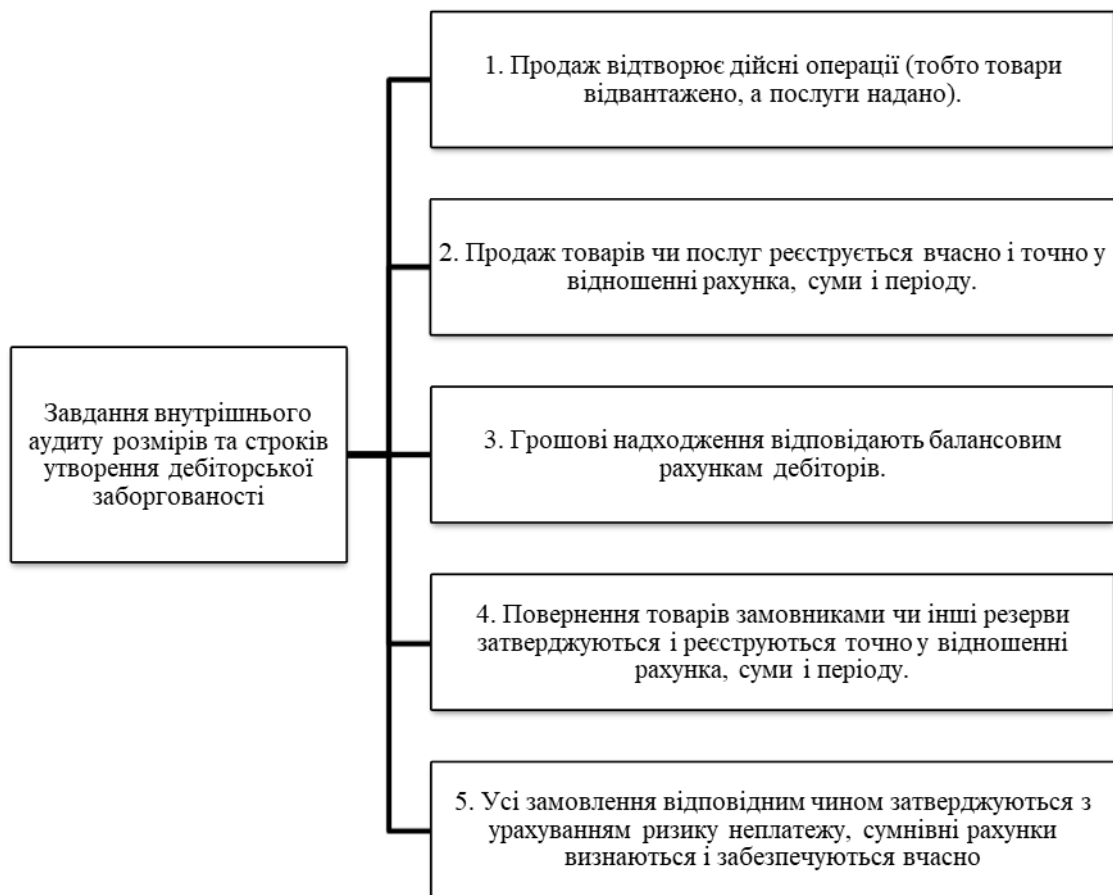 1. Продаж відтворює дійсні операції (тобто товари
відвантажено, а послуги надано).
2. Продаж товарів чи послуг реєструється вчасно і точно у
відношенні рахунка, суми і періоду.
Завдання внутрішнього
аудиту розмірів та строків
утворення дебіторської
заборгованості
3. Грошові надходження відповідають балансовим
рахункам дебіторів.
4. Повернення товарів замовниками чи інші резерви
затверджуються і реєструються точно у відношенні
рахунка, суми і періоду.
5. Усі замовлення відповідним чином затверджуються з
урахуванням ризику неплатежу, сумнівні рахунки
визнаються і забезпечуються вчасно